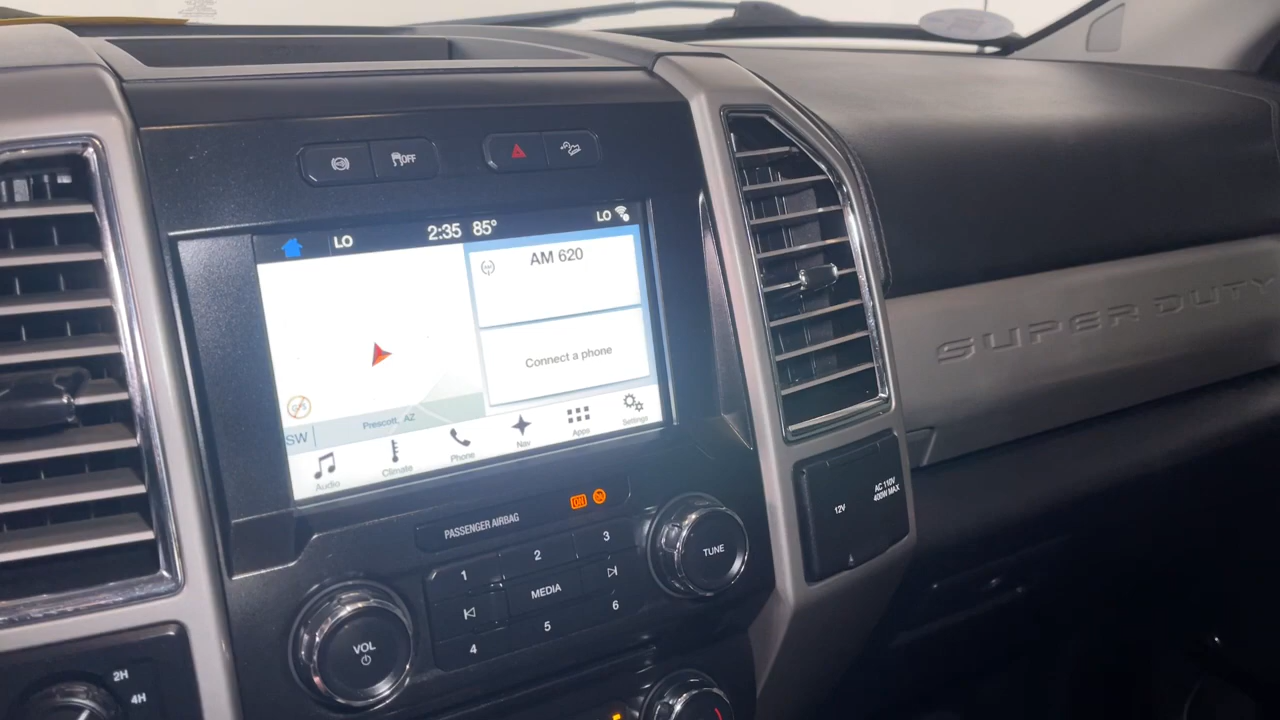 OFF
LO
2:35 85°
LO
AM 620
Connect a phone
Prescott, AZ
SW
Audio
Climate
Phone
Nav
Apps
Settings
PASSENGER AIRBAG
ON
1
2
3
MEDIA
4
5
6
VOL
TUNE
12V
AC 110V
400W MAX
SUPER DUTY
2H
4H